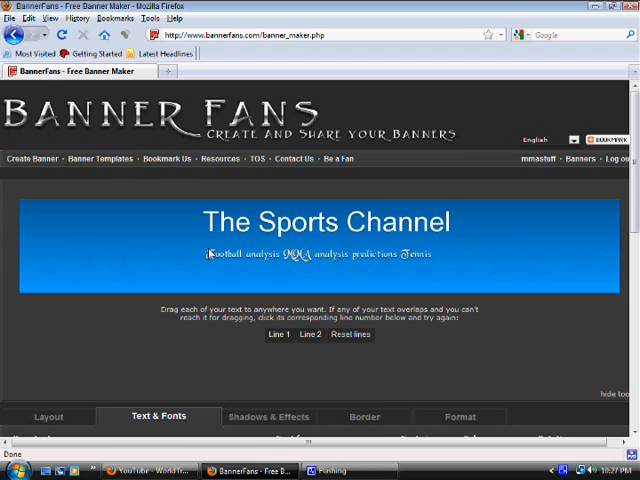 BannerFans - Free Banner Maker - Mozilla Firefox
File Edit View History Bookmarks Tools Help
http://www.bannerfans.com/banner_maker.php
Google
Most Visited Getting Started Latest Headlines
BannerFans - Free Banner Maker
BANNER FANS
CREATE AND SHARE YOUR BANNERS
English
BOOKMARK
Create Banner · Banner Templates · Bookmark Us · Resources · TOS · Contact Us · Be a Fan
mmastuff · Banners · Log ou
The Sports Channel
Football analysis MMA analysis predictions Tennis
Drag each of your text to anywhere you want. If any of your text overlaps and you can't
reach it for dragging, click its corresponding line number below and try again:
Line 1 Line 2 Reset lines
hide too
Layout Text & Fonts Shadows & Effects Border Format
Done
YouTube - WorldTr... BannerFans - Free B... Flashing 10:27 PM